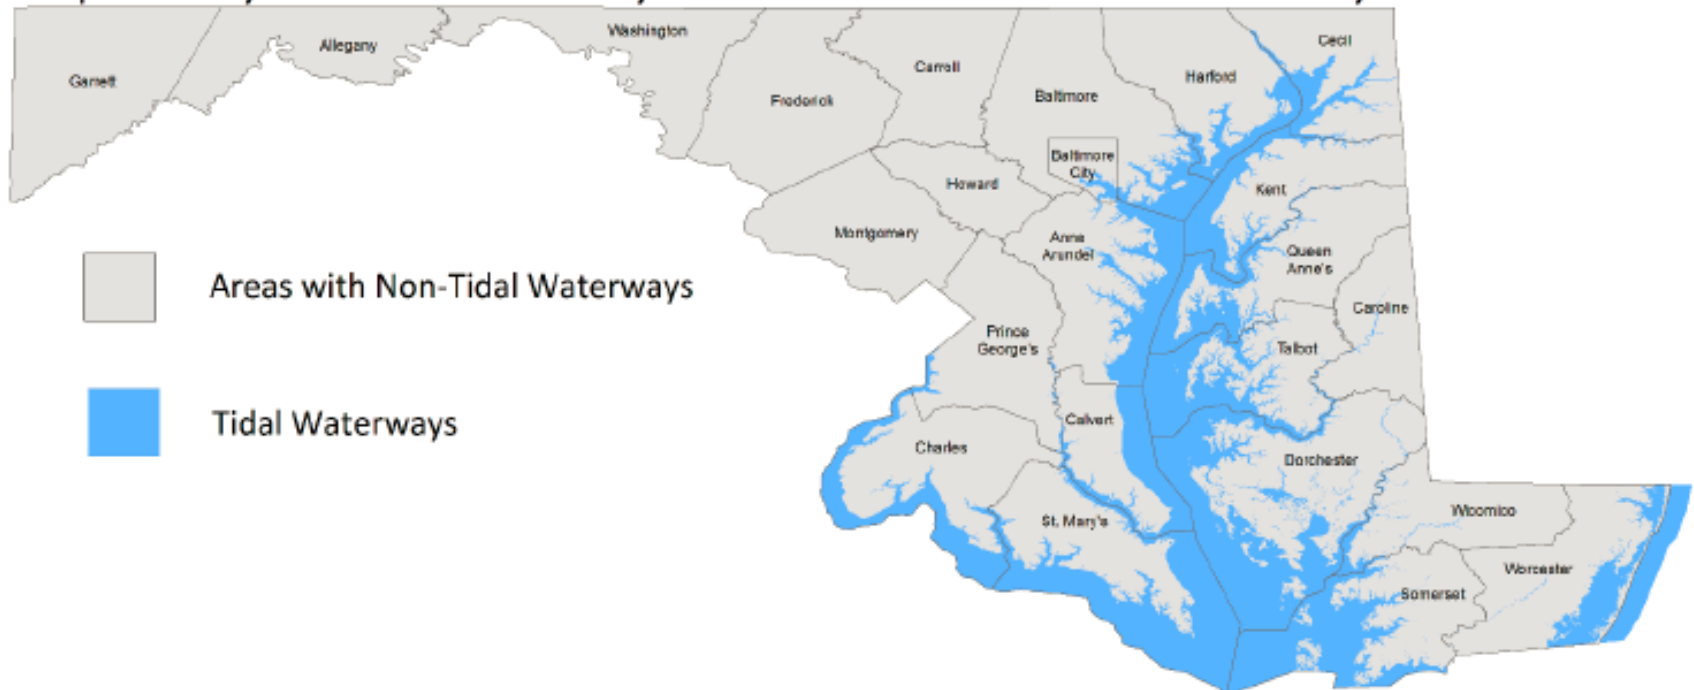 Garrett
Allegany
Washington
Frederick
Carroll
Baltimore
Harford
Cecil
Baltimore
City
Howard
Kent
Montgomery
Anne
Arundel
Queen
Anne's
Caroline
Prince
George's
Talbot
Calvert
Charles
Dorchester
St. Mary's
Wicomico
Worcester
Somerset
Areas with Non-Tidal Waterways
Tidal Waterways